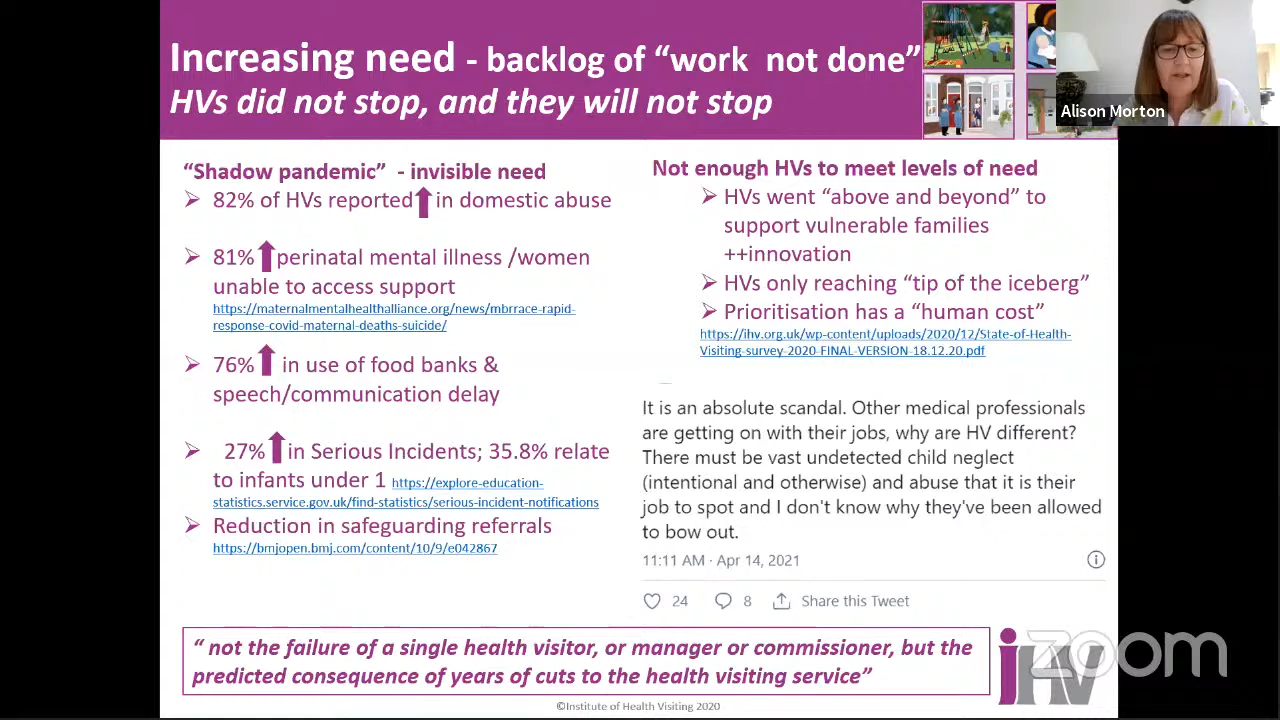 Increasing need - backlog of “work not done”
HVs did not stop, and they will not stop
Alison Morton
“Shadow pandemic” - invisible need
82% of HVs reported in domestic abuse
81% perinatal mental illness /women
unable to access support
https://maternalmentalhealthalliance.org/news/mbrrace-rapid-
response-covid-maternal-deaths-suicide/
76% in use of food banks &
speech/communication delay
27% in Serious Incidents; 35.8% relate
to infants under 1 https://explore-education-
statistics.service.gov.uk/find-statistics/serious-incident-notifications
Reduction in safeguarding referrals
https://bmjopen.bmj.com/content/10/9/e042867
Not enough HVs to meet levels of need
HVs went “above and beyond” to
support vulnerable families
++innovation
HVs only reaching “tip of the iceberg”
Prioritisation has a “human cost”
https://ihv.org.uk/wp-content/uploads/2020/12/State-of-Health-
Visiting-survey-2020-FINAL-VERSION-18.12.20.pdf
It is an absolute scandal. Other medical professionals
are getting on with their jobs, why are HV different?
There must be vast undetected child neglect
(intentional and otherwise) and abuse that it is their
job to spot and I don't know why they've been allowed
to bow out.
11:11 AM · Apr 14, 2021
24 8 Share this Tweet
“ not the failure of a single health visitor, or manager or commissioner, but the
predicted consequence of years of cuts to the health visiting service”
iHV
zoom
©Institute of Health Visiting 2020